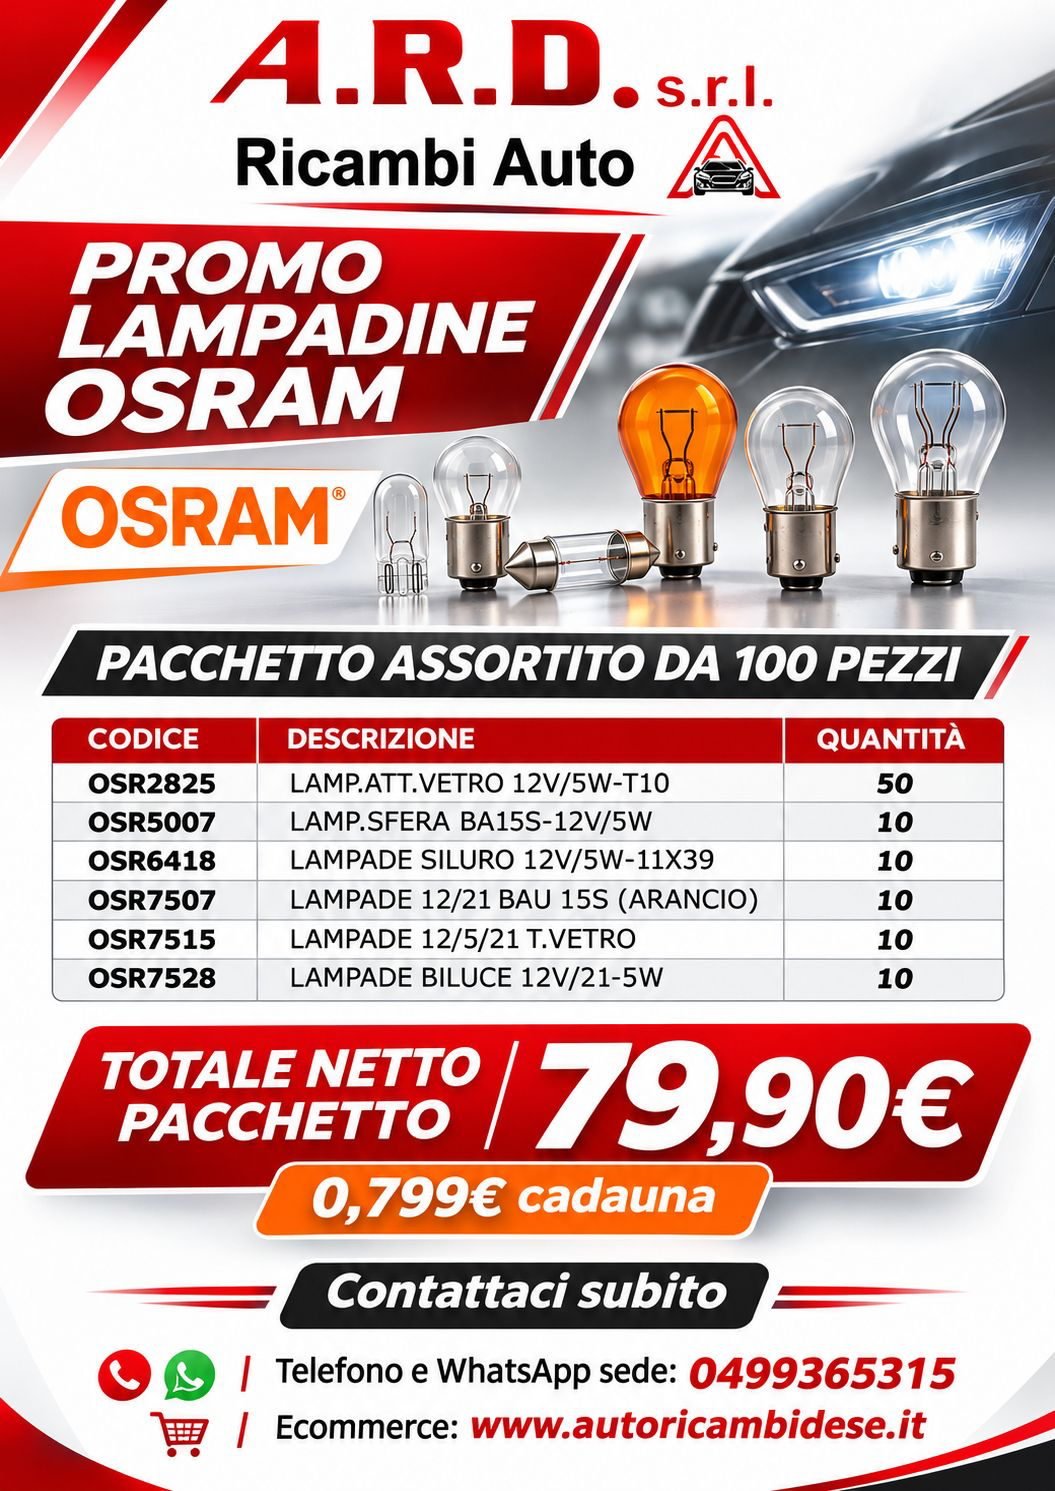 A.R.D. s.r.l.
Ricambi Auto
PROMO
LAMPADINE
OSRAM
OSRAM®
PACCHETTO ASSORTITO DA 100 PEZZI
CODICE DESCRIZIONE QUANTITÀ
OSR2825 LAMP.ATT.VETRO 12V/5W-T10 50
OSR5007 LAMP.SFERA BA15S-12V/5W 10
OSR6418 LAMPADE SILURO 12V/5W-11X39 10
OSR7507 LAMPADE 12/21 BAU 15S (ARANCIO) 10
OSR7515 LAMPADE 12/5/21 T.VETRO 10
OSR7528 LAMPADE BILUCE 12V/21-5W 10
TOTALE NETTO
PACCHETTO
79,90€
0,799€ cadauna
Contattaci subito
Telefono e WhatsApp sede: 0499365315
Ecommerce: www.autoricambidese.it